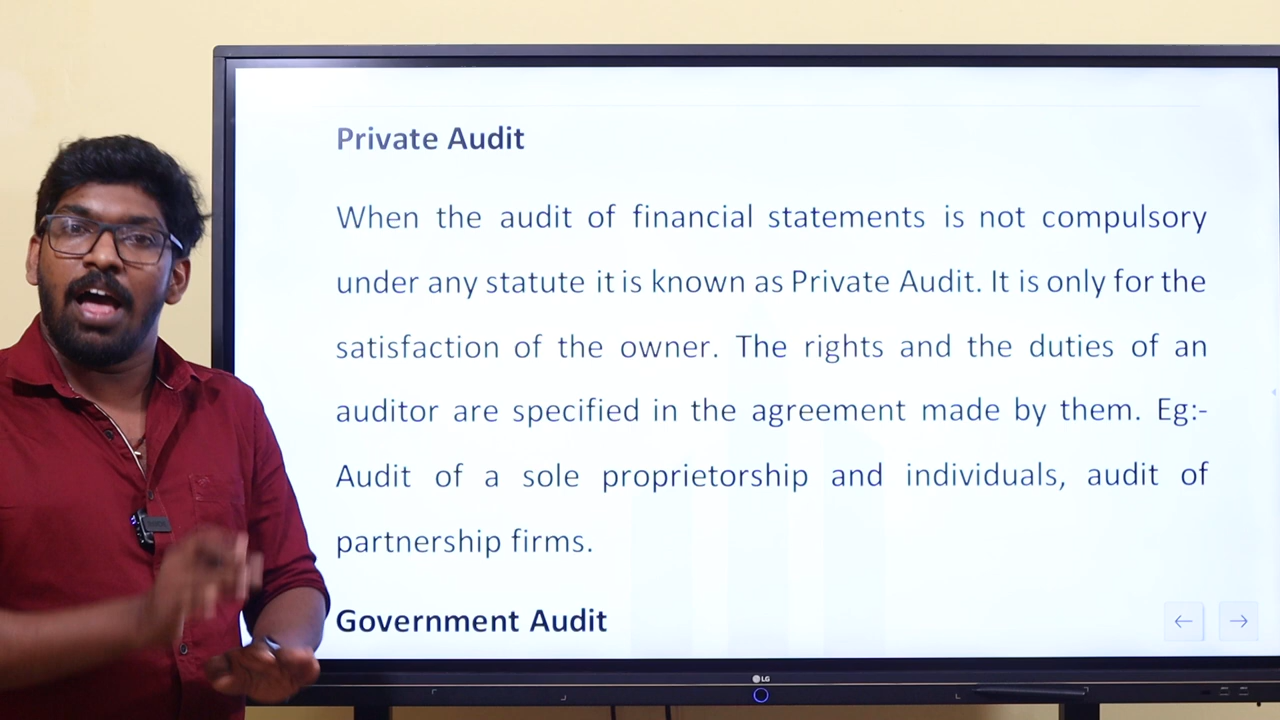 Private Audit
When the audit of financial statements is not compulsory
under any statute it is known as Private Audit. It is only for the
satisfaction of the owner. The rights and the duties of an
auditor are specified in the agreement made by them. Eg:-
Audit of a sole proprietorship and individuals, audit of
partnership firms.
Government Audit
LG